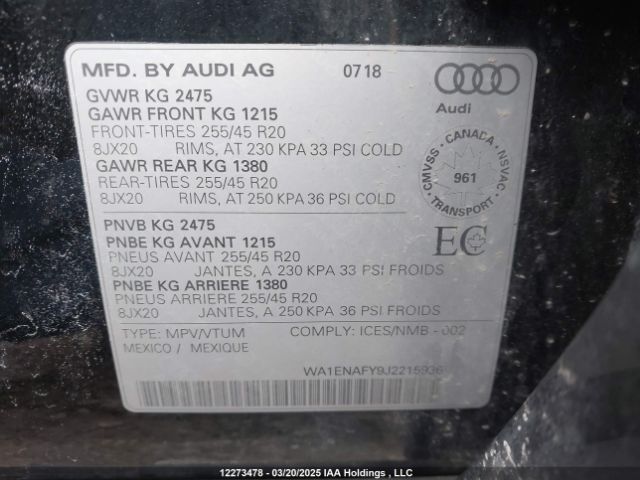 MFD. BY AUDI AG 0718
Audi
GVWR KG 2475
GAWR FRONT KG 1215
FRONT-TIRES 255/45 R20
8JX20 RIMS, AT 230 KPA 33 PSI COLD
GAWR REAR KG 1380
REAR-TIRES 255/45 R20
8JX20 RIMS, AT 250 KPA 36 PSI COLD
CMVSS - CANADA - NSVAC
961
TRANSPORT
PNVB KG 2475
PNBE KG AVANT 1215
PNEUS AVANT 255/45 R20
8JX20 JANTES, A 230 KPA 33 PSI FROIDS
PNBE KG ARRIERE 1380
PNEUS ARRIERE 255/45 R20
8JX20 JANTES, A 250 KPA 36 PSI FROIDS
EC
TYPE: MPV/VTUM COMPLY: ICES/NMB - 002
MEXICO / MEXIQUE
WA1ENAFY9J2215936
12273478 - 03/20/2025 IAA Holdings , LLC